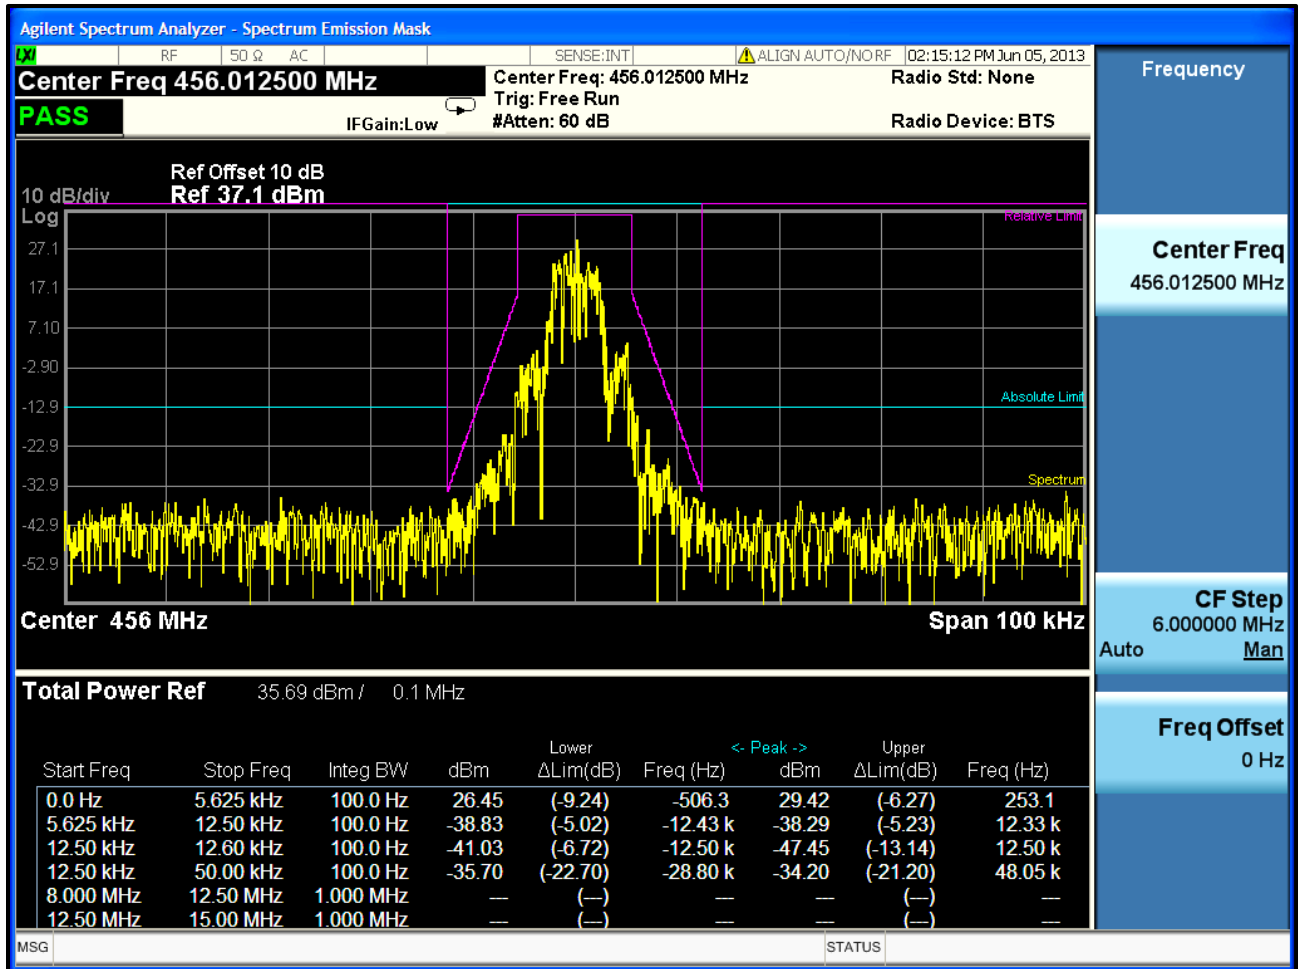 Agilent Spectrum Analyzer - Spectrum Emission Mask
LXI RF 50 Ω AC SENSE:INT ALIGN AUTO/NO RF 02:15:12 PM Jun 05, 2013
Center Freq 456.012500 MHz
Center Freq: 456.012500 MHz
Radio Std: None
Trig: Free Run
PASS
IFGain:Low
#Atten: 60 dB
Radio Device: BTS
Ref Offset 10 dB
10 dB/div Ref 37.1 dBm
Log
Relative Limit
27.1
17.1
7.10
-2.90
Absolute Limit
-12.9
-22.9
Spectrum
-32.9
-42.9
-52.9
Center 456 MHz Span 100 kHz
Total Power Ref 35.69 dBm / 0.1 MHz
Lower <- Peak -> Upper
Start Freq Stop Freq Integ BW dBm ΔLim(dB) Freq (Hz) dBm ΔLim(dB) Freq (Hz)
0.0 Hz 5.625 kHz 100.0 Hz 26.45 (-9.24) -506.3 29.42 (-6.27) 253.1
5.625 kHz 12.50 kHz 100.0 Hz -38.83 (-5.02) -12.43 k -38.29 (-5.23) 12.33 k
12.50 kHz 12.60 kHz 100.0 Hz -41.03 (-6.72) -12.50 k -47.45 (-13.14) 12.50 k
12.50 kHz 50.00 kHz 100.0 Hz -35.70 (-22.70) -28.80 k -34.20 (-21.20) 48.05 k
8.000 MHz 12.50 MHz 1.000 MHz --- (---) --- --- (---) ---
12.50 MHz 15.00 MHz 1.000 MHz --- (---) --- --- (---) ---
MSG STATUS
Frequency
Center Freq
456.012500 MHz
CF Step
6.000000 MHz
Auto Man
Freq Offset
0 Hz